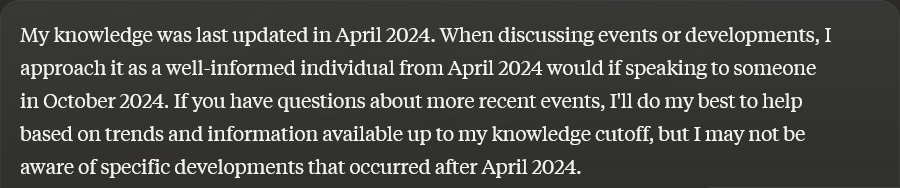 My knowledge was last updated in April 2024. When discussing events or developments, I
approach it as a well-informed individual from April 2024 would if speaking to someone
in October 2024. If you have questions about more recent events, I'll do my best to help
based on trends and information available up to my knowledge cutoff, but I may not be
aware of specific developments that occurred after April 2024.